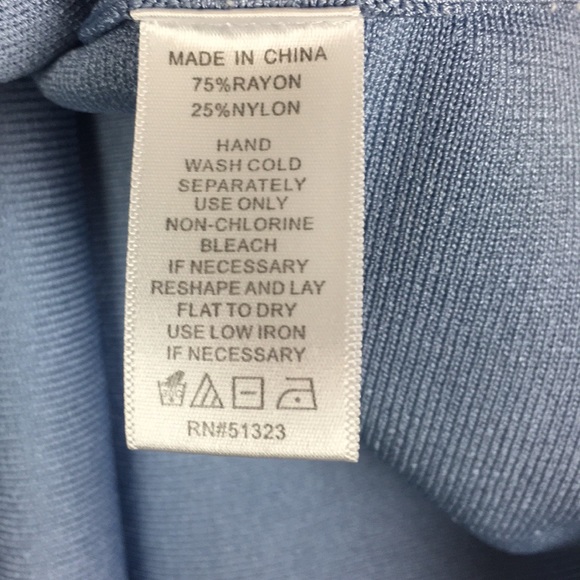 MADE IN CHINA
75%RAYON
25%NYLON
HAND
WASH COLD
SEPARATELY
USE ONLY
NON-CHLORINE
BLEACH
IF NECESSARY
RESHAPE AND LAY
FLAT TO DRY
USE LOW IRON
IF NECESSARY
RN#51323